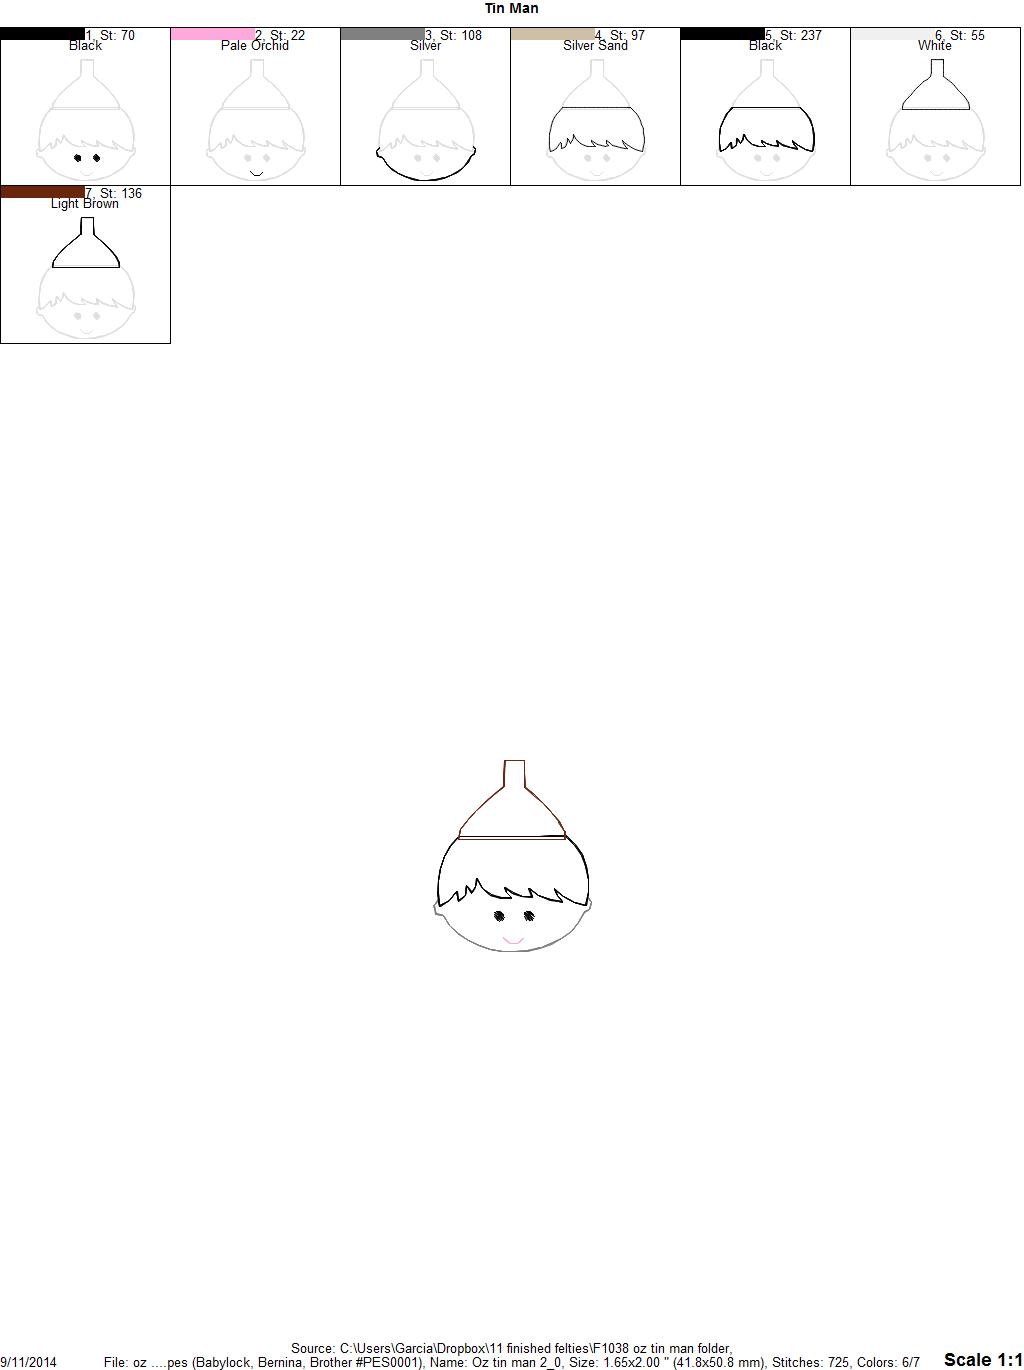 Tin Man
1, St: 70
Black
2, St: 22
Pale Orchid
3, St: 108
Silver
4, St: 97
Silver Sand
5, St: 237
Black
6, St: 55
White
7, St: 136
Light Brown
Source: C:\Users\Garcia\Dropbox\11 finished felties\F1038 oz tin man folder,
9/11/2014 File: oz ....pes (Babylock, Bernina, Brother #PES0001), Name: Oz tin man 2_0, Size: 1.65x2.00 " (41.8x50.8 mm), Stitches: 725, Colors: 6/7 Scale 1:1